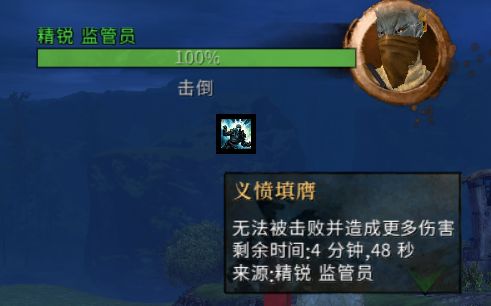 精锐 监管员
100%
击倒
义愤填膺
无法被击败并造成更多伤害
剩余时间:4 分钟,48 秒
来源:精锐 监管员